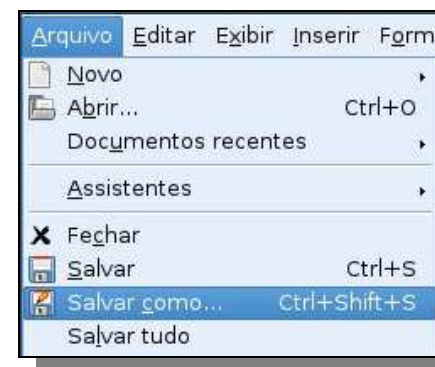 Arquivo Editar Exibir Inserir Form
Novo
Abrir... Ctrl+O
Documentos recentes
Assistentes
Fechar
Salvar Ctrl+S
Salvar como... Ctrl+Shift+S
Salvar tudo